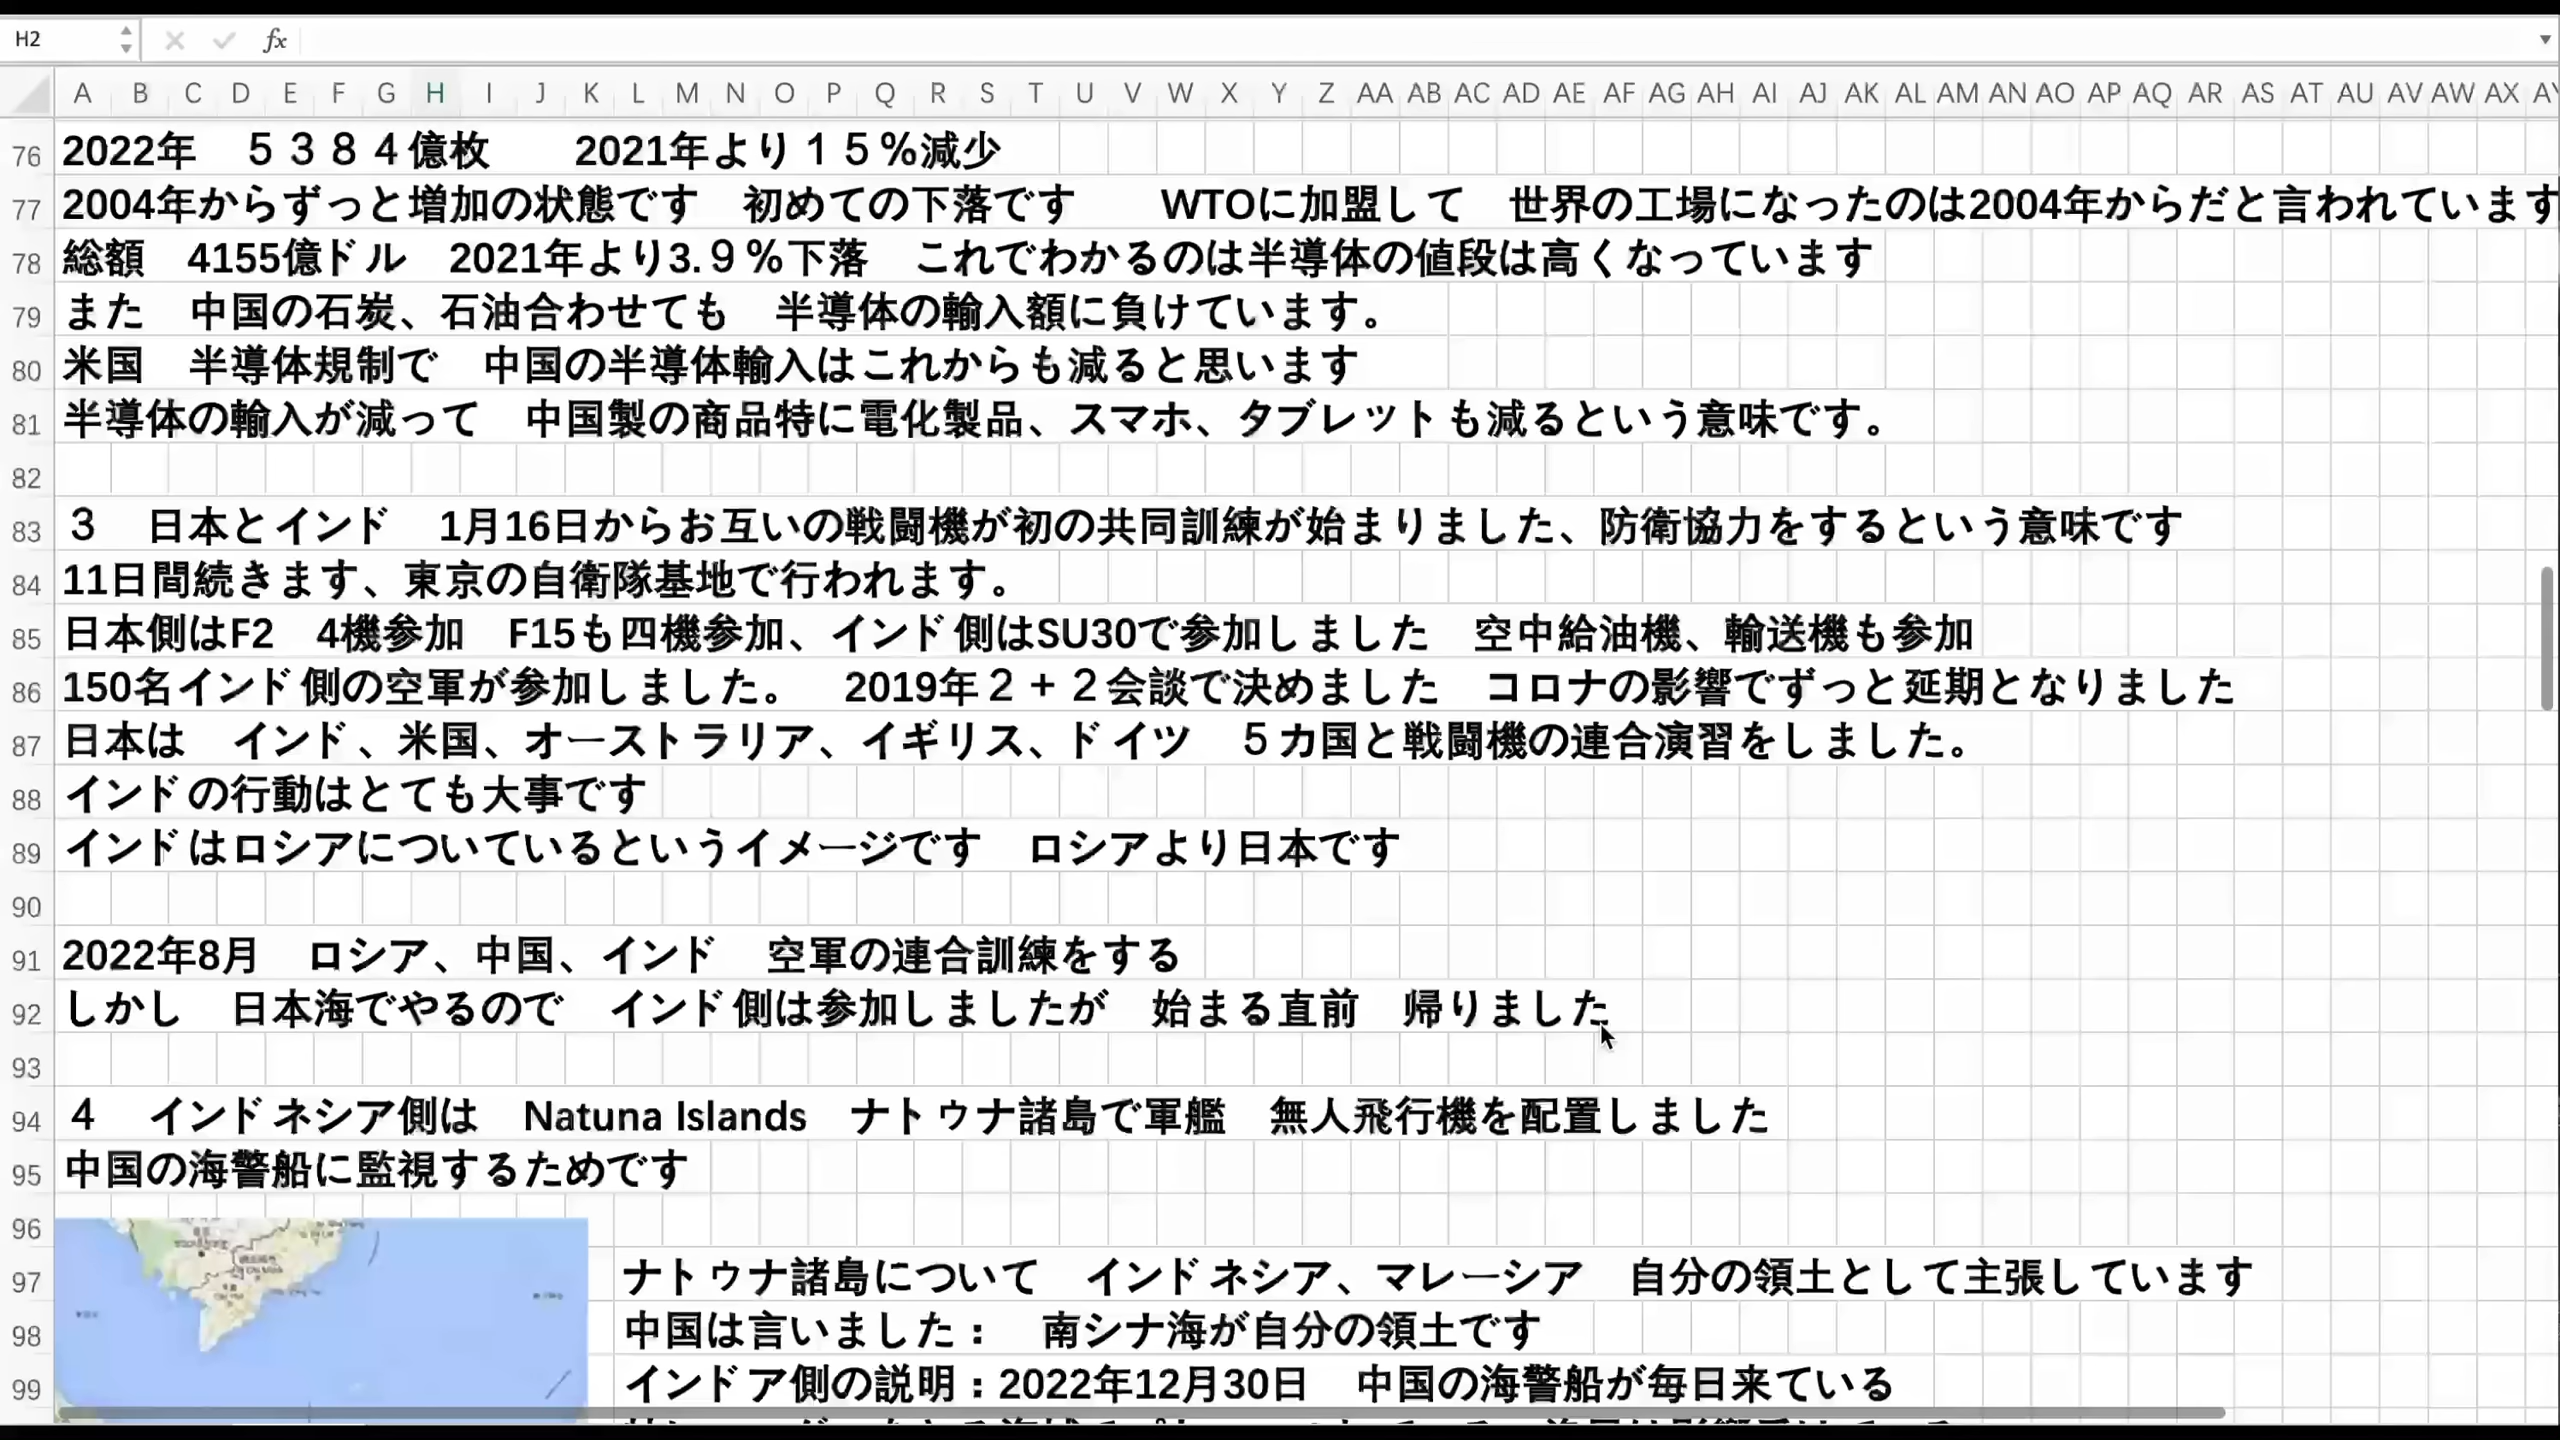 H2 fx
A B C D E F G H I J K L M N O P Q R S T U V W X Y Z AA AB AC AD AE AF AG AH AI AJ AK AL AM AN AO AP AQ AR AS AT AU AV AW AX AY
76 2022年　５３８４億枚　　2021年より１５％減少
77 2004年からずっと増加の状態です　初めての下落です　　WTOに加盟して　世界の工場になったのは2004年からだと言われています
78 総額　4155億ドル　2021年より3.９％下落　これでわかるのは半導体の値段は高くなっています
79 また　中国の石炭、石油合わせても　半導体の輸入額に負けています。
80 米国　半導体規制で　中国の半導体輸入はこれからも減ると思います
81 半導体の輸入が減って　中国製の商品特に電化製品、スマホ、タブレットも減るという意味です。
82
83 ３　日本とインド　1月16日からお互いの戦闘機が初の共同訓練が始まりました、防衛協力をするという意味です
84 11日間続きます、東京の自衛隊基地で行われます。
85 日本側はF2　4機参加　F15も四機参加、インド側はSU30で参加しました　空中給油機、輸送機も参加
86 150名インド側の空軍が参加しました。　2019年２＋２会談で決めました　コロナの影響でずっと延期となりました
87 日本は　インド、米国、オーストラリア、イギリス、ドイツ　５カ国と戦闘機の連合演習をしました。
88 インドの行動はとても大事です
89 インドはロシアについているというイメージです　ロシアより日本です
90
91 2022年8月　ロシア、中国、インド　空軍の連合訓練をする
92 しかし　日本海でやるので　インド側は参加しましたが　始まる直前　帰りました
93
94 ４　インドネシア側は　Natuna Islands　ナトゥナ諸島で軍艦　無人飛行機を配置しました
95 中国の海警船に監視するためです
96
97 ナトゥナ諸島について　インドネシア、マレーシア　自分の領土として主張しています
98 中国は言いました：　南シナ海が自分の領土です
99 インドア側の説明：2022年12月30日　中国の海警船が毎日来ている